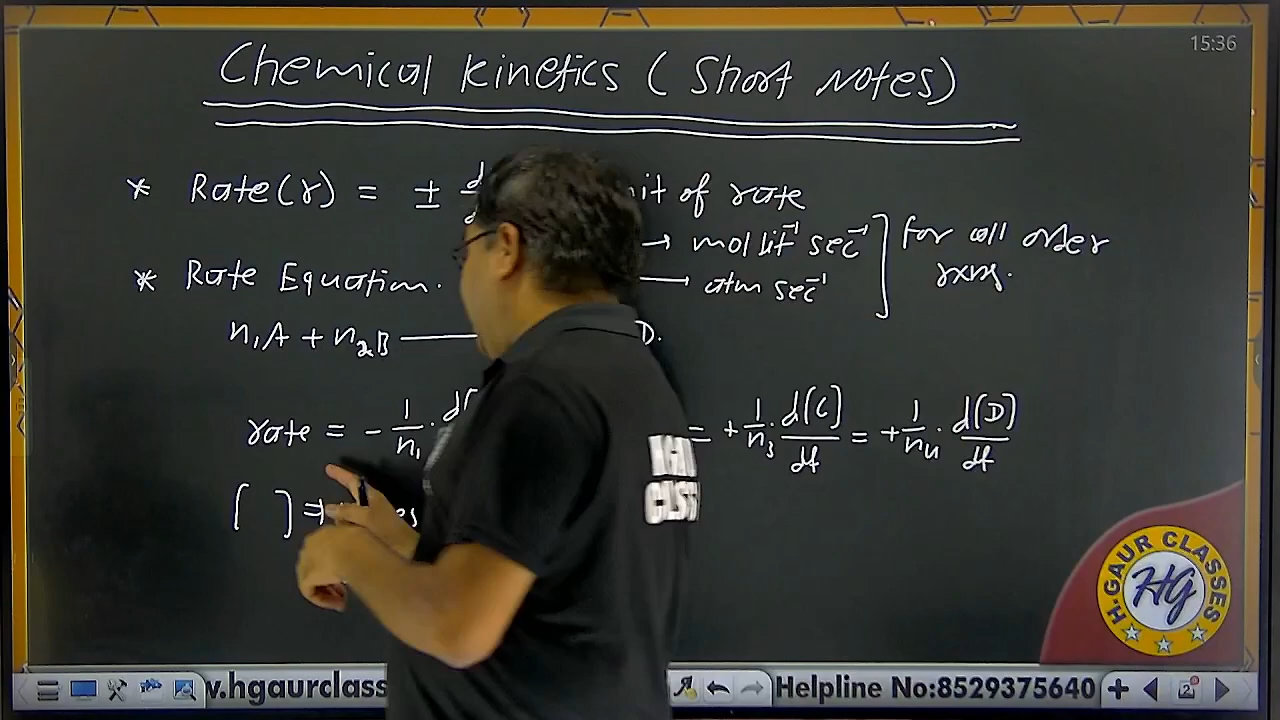 15:36
Chemical Kinetics (Short Notes)
* Rate(r) = ± d of rate
→ mol lit⁻¹ sec⁻¹ ] for all order
* Rate Equation. → atm sec⁻¹ rxns.
n₁A + n₂B D.
rate = - 1/n₁ . d[ = + 1/n₃ . d[C]/dt = + 1/n₄ . d[D]/dt
[ ] ⇒
H.GAUR CLASSES
HG
v.hgaurclass Helpline No:8529375640 2